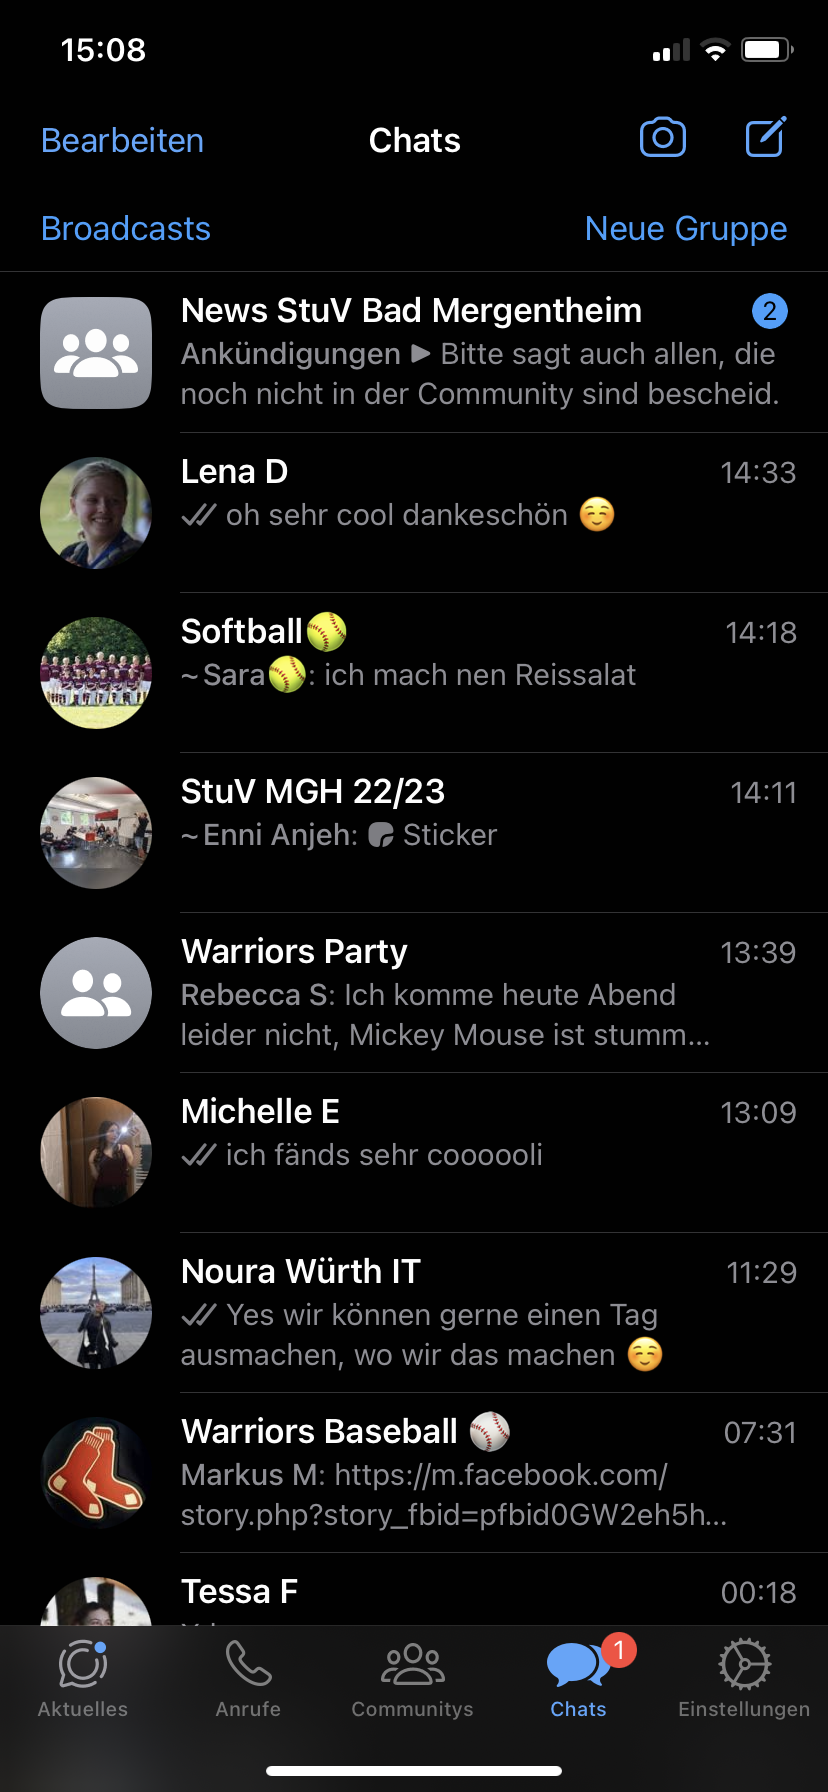 15:08
Bearbeiten
Chats
Broadcasts
Neue Gruppe
News StuV Bad Mergentheim
2
Ankündigungen ▶ Bitte sagt auch allen, die
noch nicht in der Community sind bescheid.
Lena D
14:33
oh sehr cool dankeschön ☺️
Softball🥎
14:18
~Sara🥎: ich mach nen Reissalat
StuV MGH 22/23
14:11
~Enni Anjeh: Sticker
Warriors Party
13:39
Rebecca S: Ich komme heute Abend
leider nicht, Mickey Mouse ist stumm...
Michelle E
13:09
ich fänds sehr coooooli
Noura Würth IT
11:29
Yes wir können gerne einen Tag
ausmachen, wo wir das machen ☺️
Warriors Baseball ⚾
07:31
Markus M: https://m.facebook.com/
story.php?story_fbid=pfbid0GW2eh5h...
Tessa F
00:18
1
Aktuelles
Anrufe
Communitys
Chats
Einstellungen